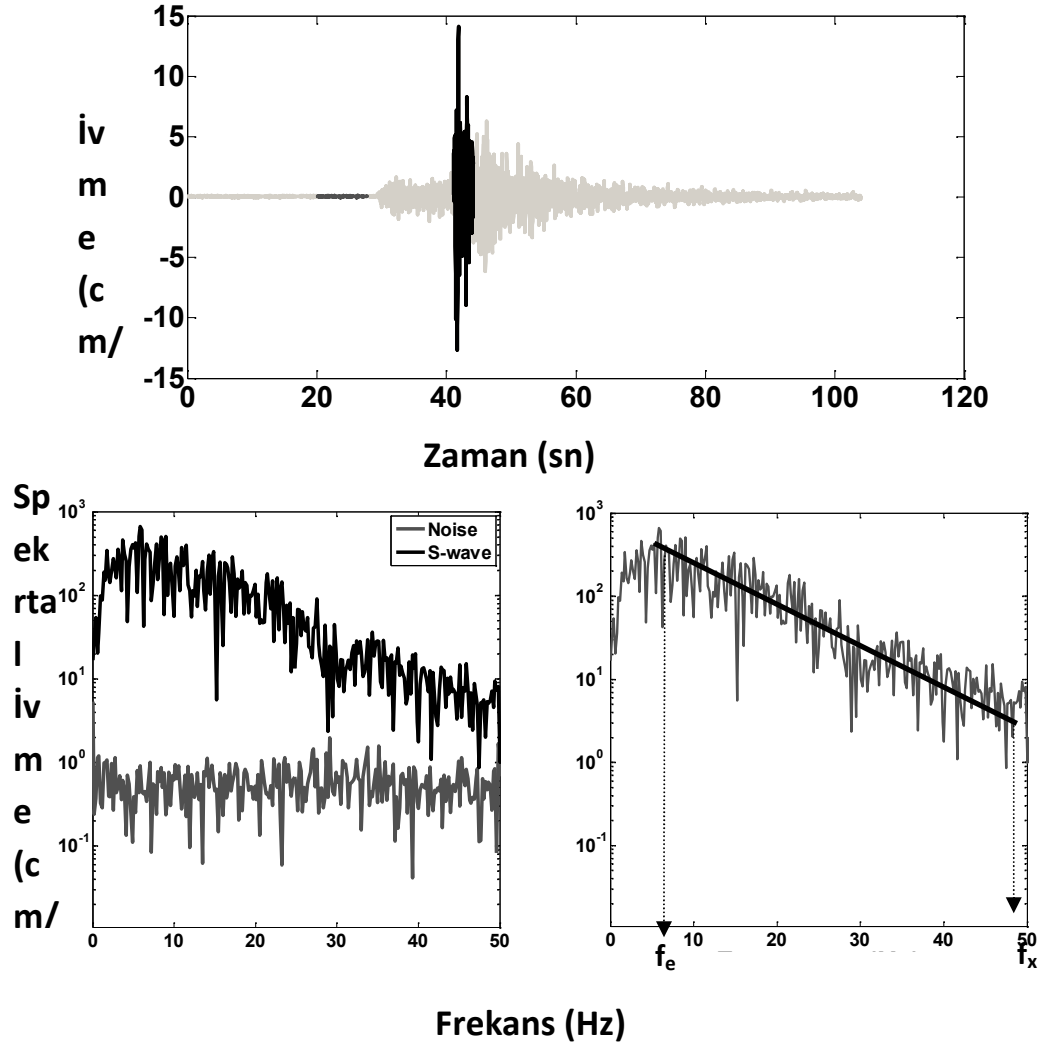 15
10
5
0
-5
-10
-15
İv
m
e
(c
m/
0 20 40 60 80 100 120
Zaman (sn)
Sp
ek
rta
l
İv
m
e
(c
m/
10³
10²
10¹
10⁰
10⁻¹
Noise
S-wave
0 10 20 30 40 50
10³
10²
10¹
10⁰
10⁻¹
0 10 20 30 40 50
fₑ fₓ
Frekans (Hz)